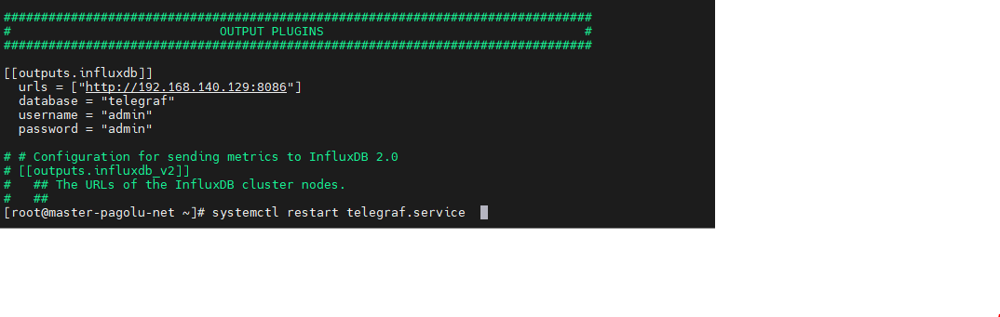 ###############################################################################
#                            OUTPUT PLUGINS                                   #
###############################################################################
[[outputs.influxdb]]
  urls = ["http://192.168.140.129:8086"]
  database = "telegraf"
  username = "admin"
  password = "admin"
# # Configuration for sending metrics to InfluxDB 2.0
# [[outputs.influxdb_v2]]
#   ## The URLs of the InfluxDB cluster nodes.
#   ##
[root@master-pagolu-net ~]# systemctl restart telegraf.service